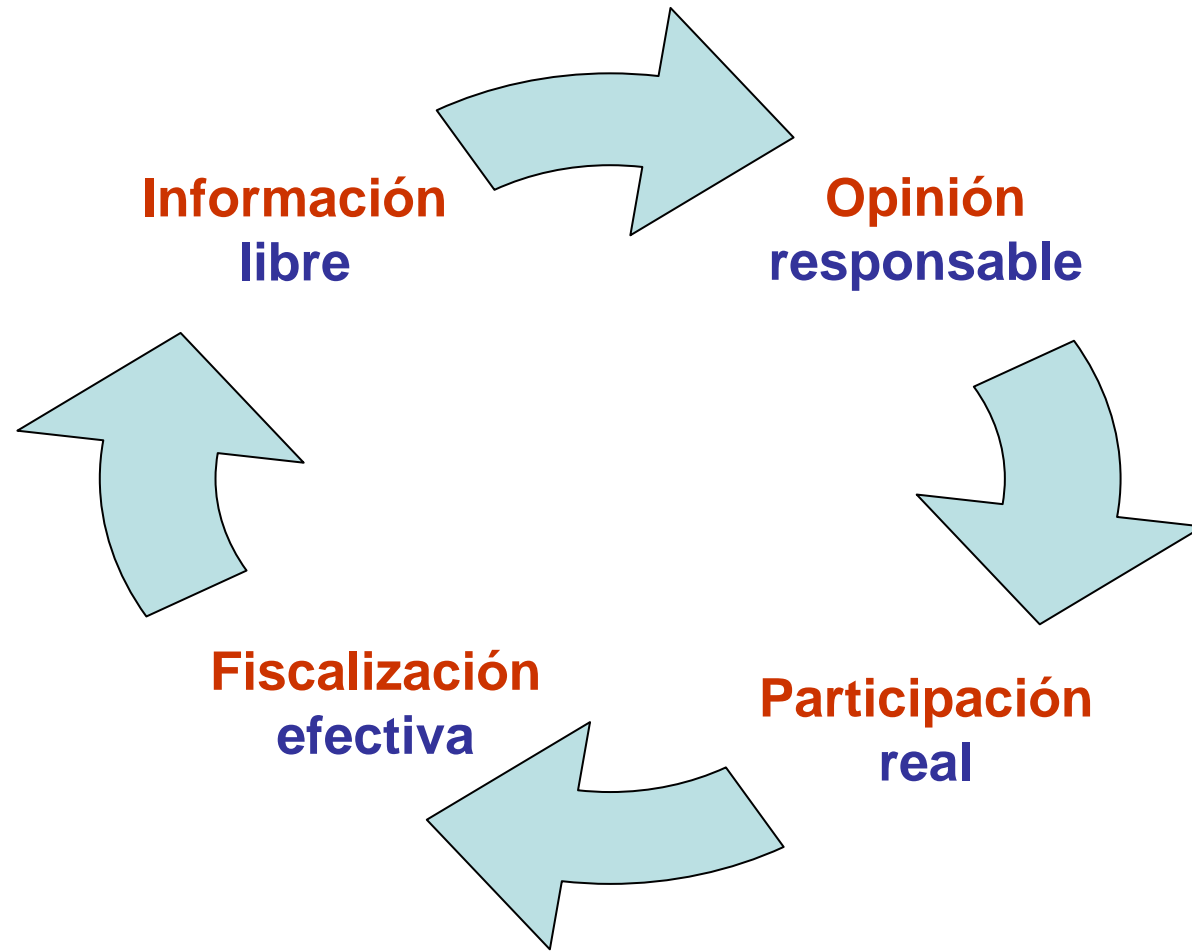 Información
libre
Opinión
responsable
Participación
real
Fiscalización
efectiva